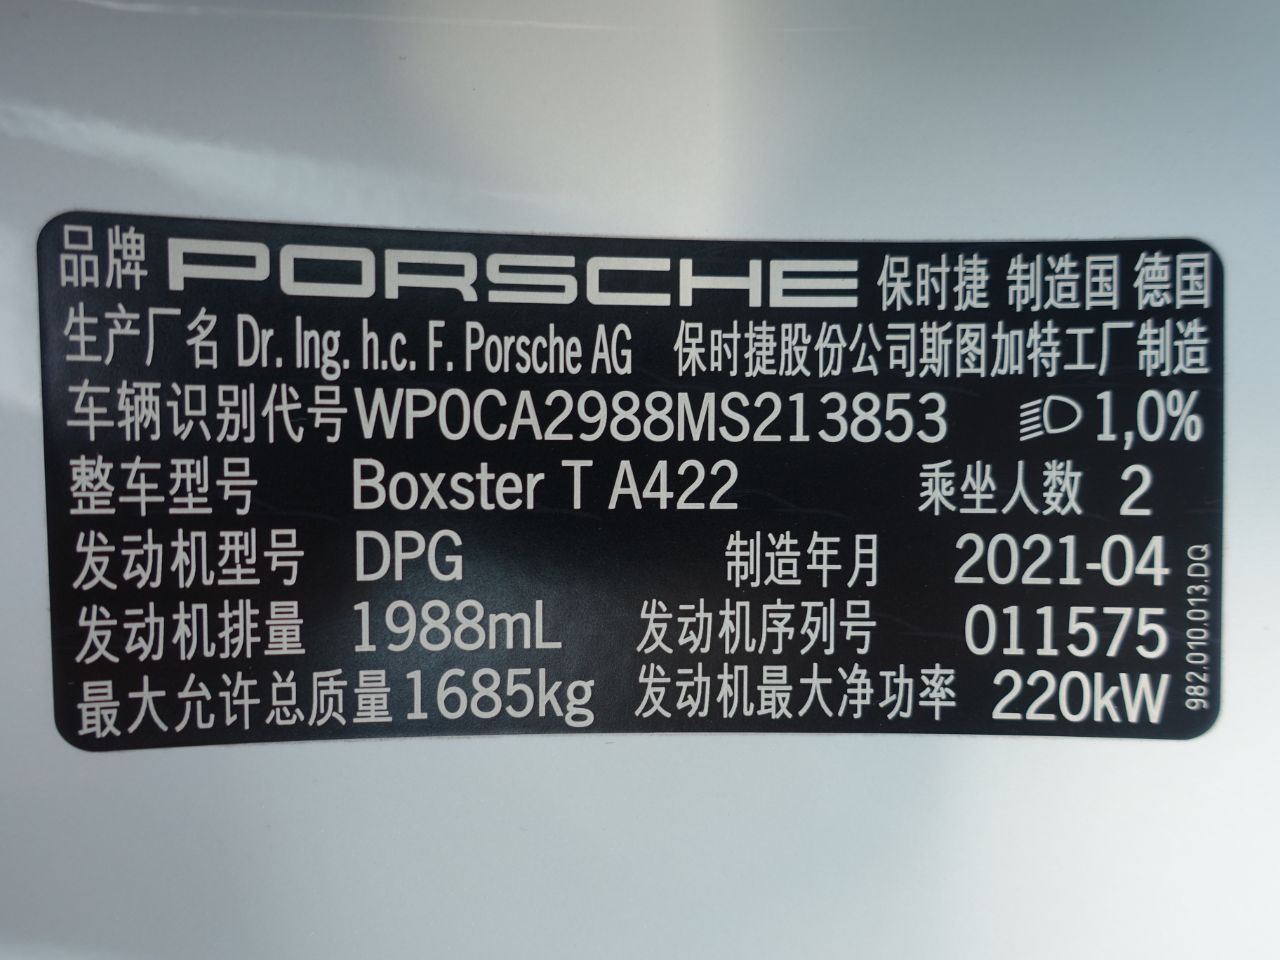 品牌 PORSCHE 保时捷 制造国 德国
生产厂名 Dr. Ing. h.c. F. Porsche AG 保时捷股份公司斯图加特工厂制造
车辆识别代号 WP0CA2988MS213853 1,0%
整车型号 Boxster T A422 乘坐人数 2
发动机型号 DPG 制造年月 2021-04
发动机排量 1988mL 发动机序列号 011575
最大允许总质量 1685kg 发动机最大净功率 220kW
982.010.013.DQ